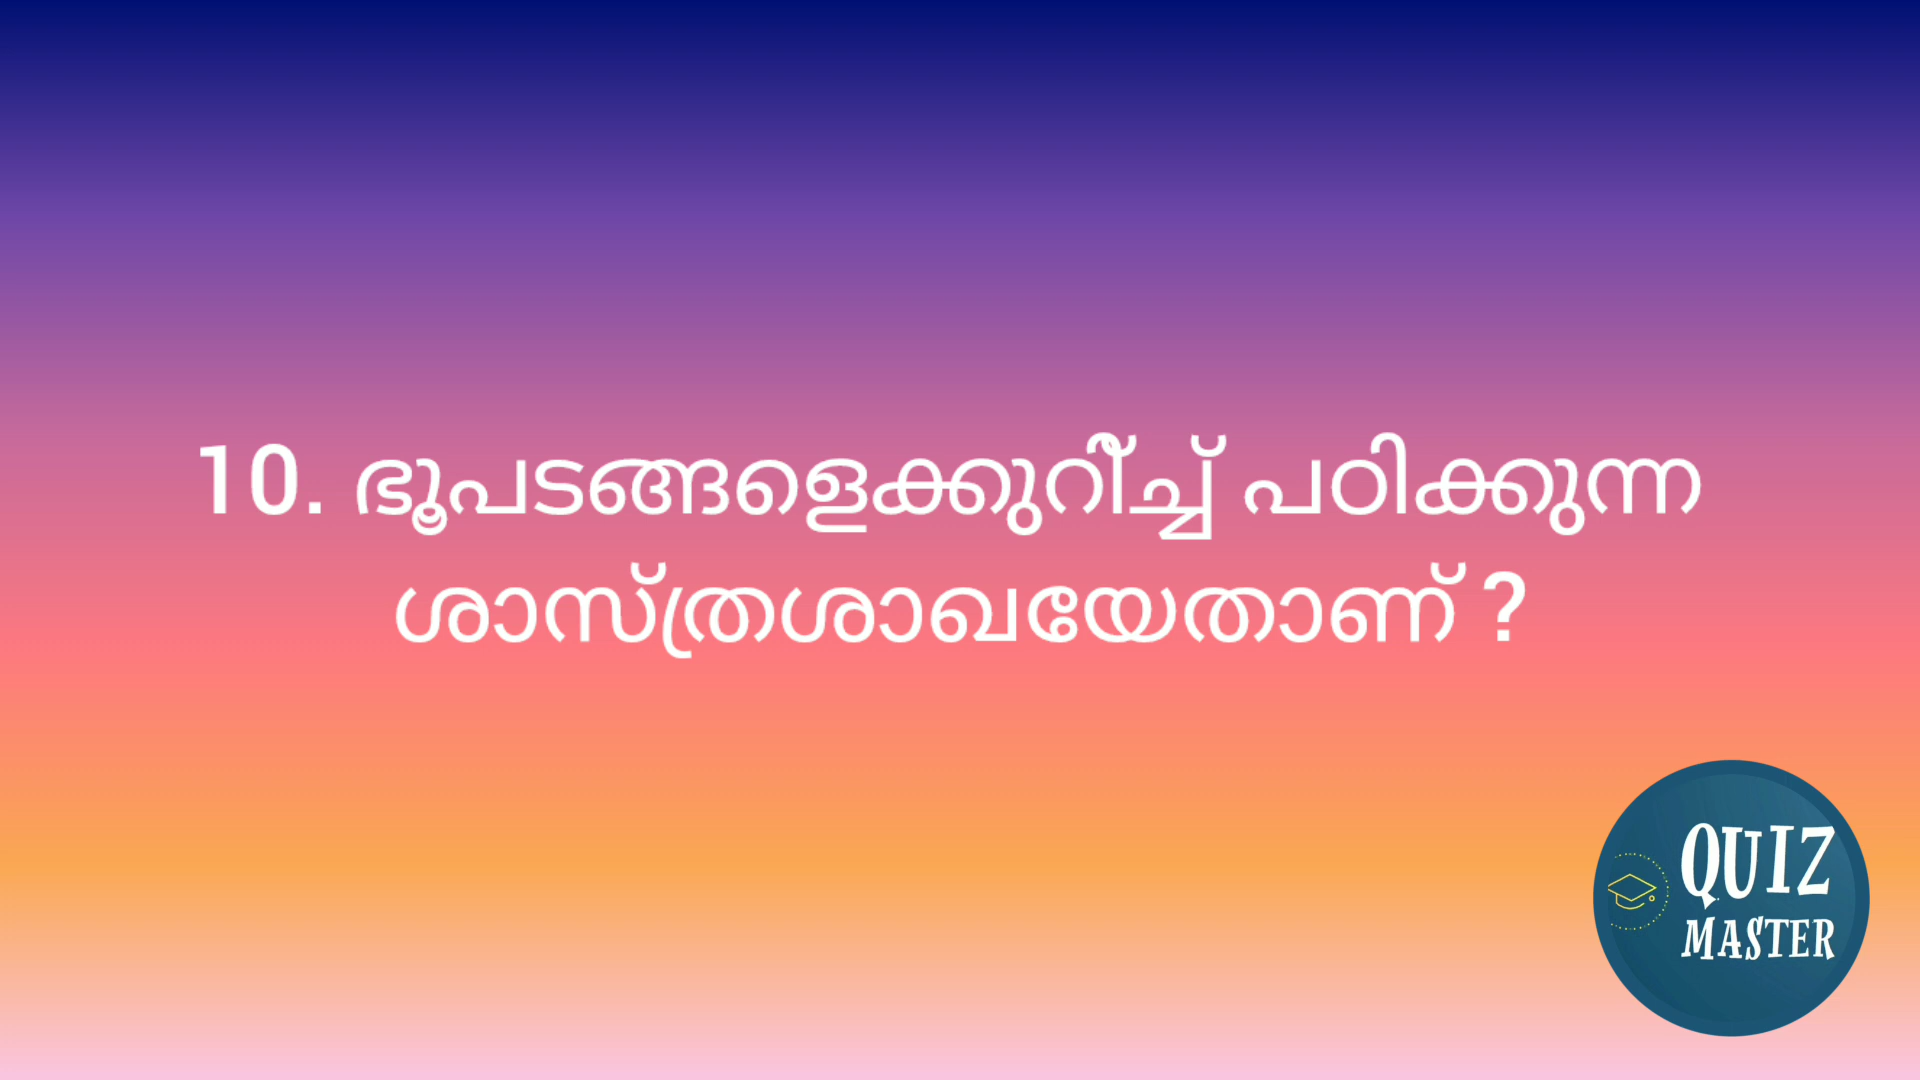 10. ഭൂപടങ്ങളെക്കുറിച്ച് പഠിക്കുന്ന
ശാസ്ത്രശാഖയേതാണ് ?
QUIZ
MASTER